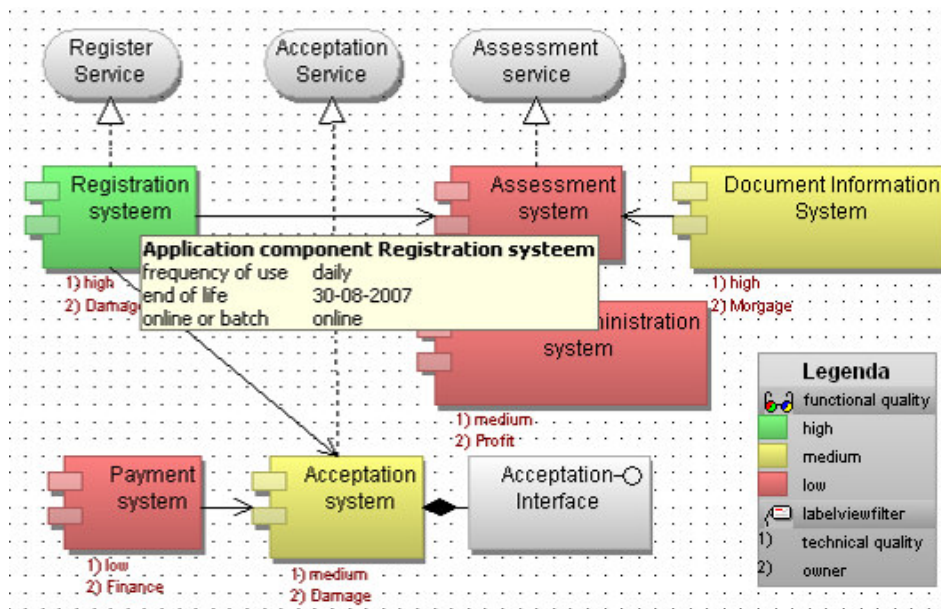 Register
Service
Acceptation
Service
Assessment
service
Registration
systeem
Assessment
system
Document Information
System
Application component Registration systeem
frequency of use daily
end of life 30-08-2007
online or batch online
1) high
2) Damage
1) high
2) Mortgage
system
1) medium
2) Profit
Payment
system
Acceptation
system
Acceptation
Interface
1) low
2) Finance
1) medium
2) Damage
Legenda
functional quality
high
medium
low
labelviewfilter
1) technical quality
2) owner